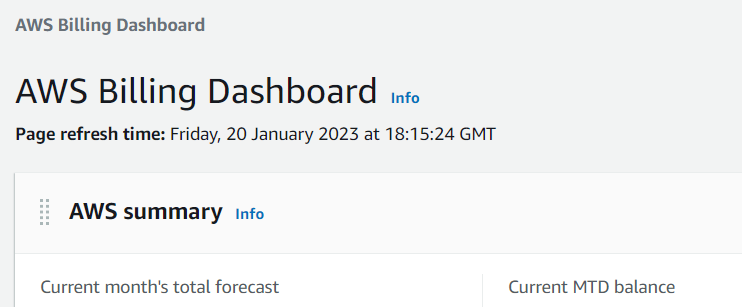 AWS Billing Dashboard
AWS Billing Dashboard Info
Page refresh time: Friday, 20 January 2023 at 18:15:24 GMT
AWS summary Info
Current month's total forecast
Current MTD balance